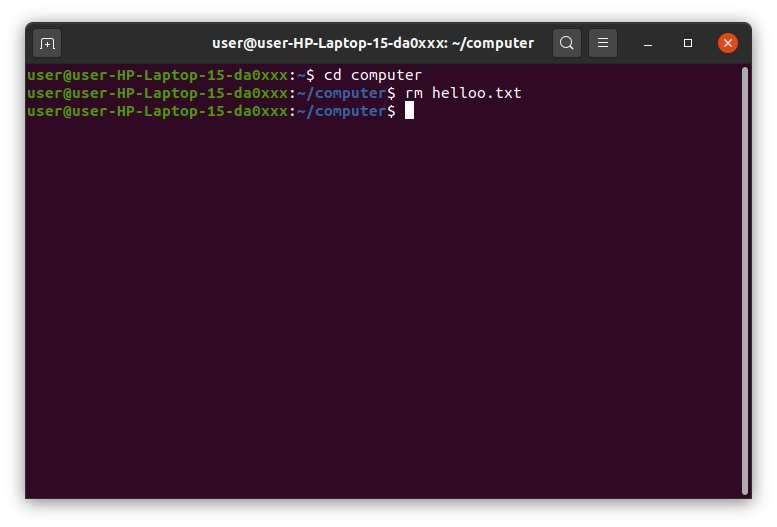 user@user-HP-Laptop-15-da0xxx: ~/computer
user@user-HP-Laptop-15-da0xxx:~$ cd computer
user@user-HP-Laptop-15-da0xxx:~/computer$ rm helloo.txt
user@user-HP-Laptop-15-da0xxx:~/computer$